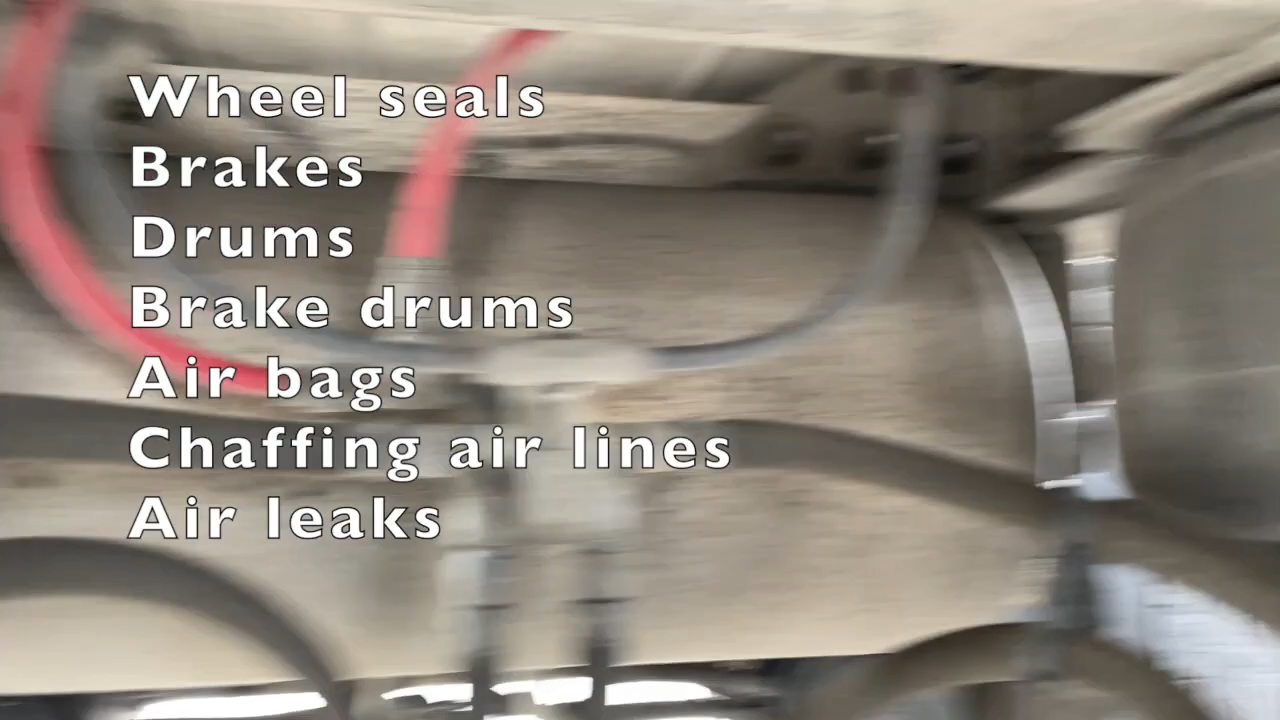 Wheel seals
Brakes
Drums
Brake drums
Air bags
Chaffing air lines
Air leaks